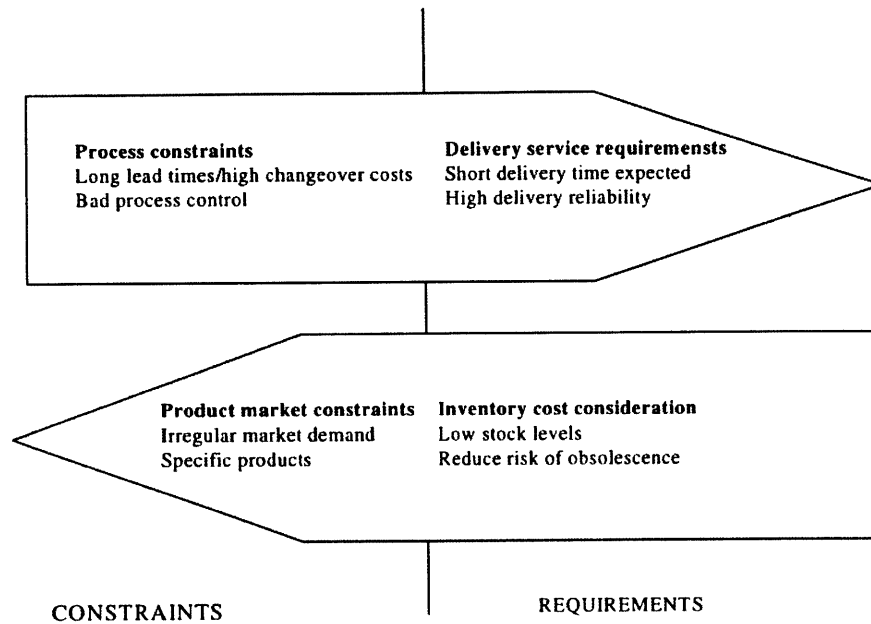 Process constraints
Long lead times/high changeover costs
Bad process control
Delivery service requiremensts
Short delivery time expected
High delivery reliability
Product market constraints
Irregular market demand
Specific products
Inventory cost consideration
Low stock levels
Reduce risk of obsolescence
CONSTRAINTS
REQUIREMENTS